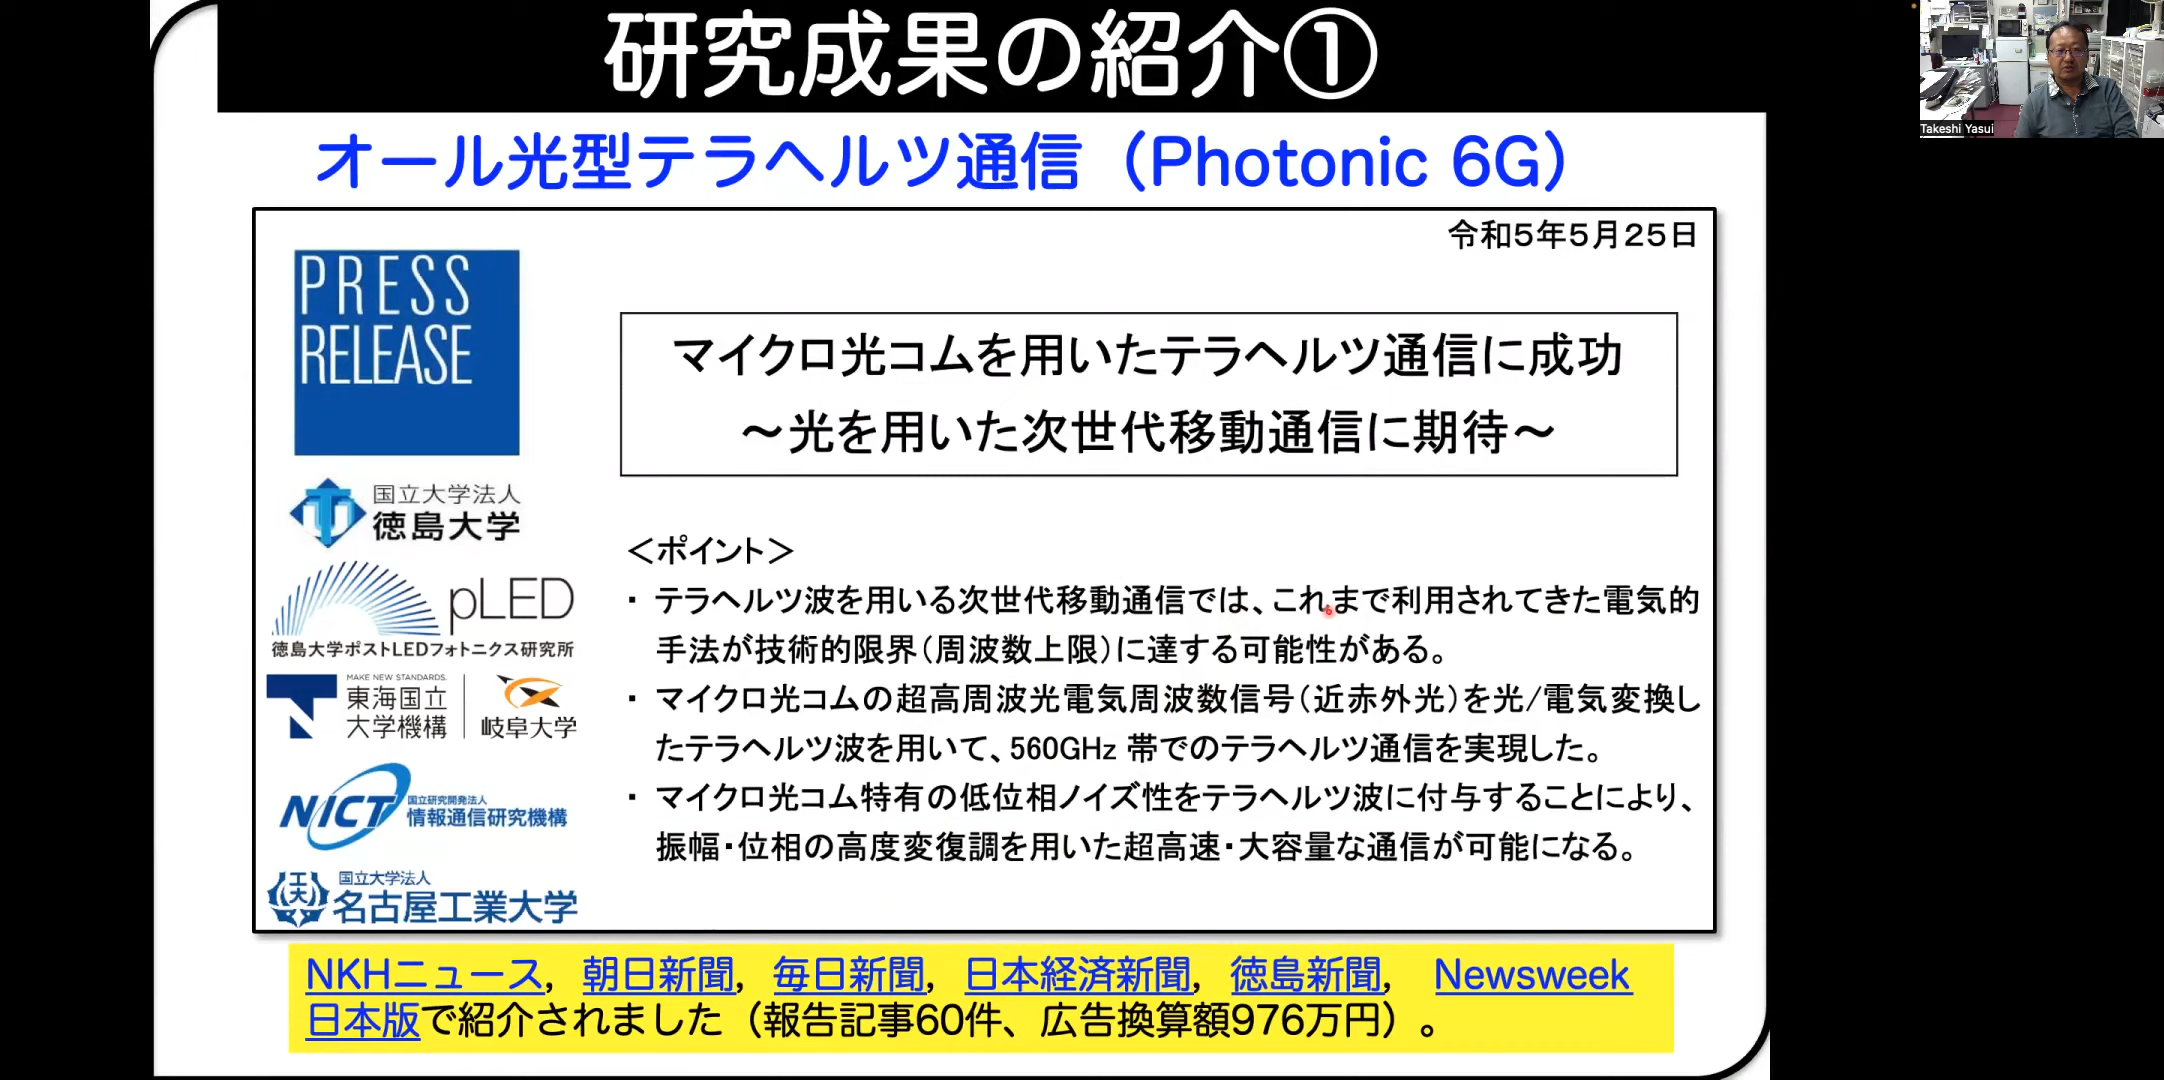 研究成果の紹介①
Takeshi Yasui
オール光型テラヘルツ通信（Photonic 6G）
令和5年5月25日
PRESS
RELEASE
マイクロ光コムを用いたテラヘルツ通信に成功
～光を用いた次世代移動通信に期待～
国立大学法人
徳島大学
pLED
徳島大学ポストLEDフォトニクス研究所
MAKE NEW STANDARDS.
東海国立
大学機構
岐阜大学
NICT
国立研究開発法人
情報通信研究機構
国立大学法人
名古屋工業大学
＜ポイント＞
・テラヘルツ波を用いる次世代移動通信では、これまで利用されてきた電気的
手法が技術的限界（周波数上限）に達する可能性がある。
・マイクロ光コムの超高周波光電気周波数信号（近赤外光）を光/電気変換し
たテラヘルツ波を用いて、560GHz 帯でのテラヘルツ通信を実現した。
・マイクロ光コム特有の低位相ノイズ性をテラヘルツ波に付与することにより、
振幅・位相の高度変復調を用いた超高速・大容量な通信が可能になる。
NKHニュース, 朝日新聞, 毎日新聞, 日本経済新聞, 徳島新聞, Newsweek
日本版で紹介されました（報告記事60件、広告換算額976万円）。